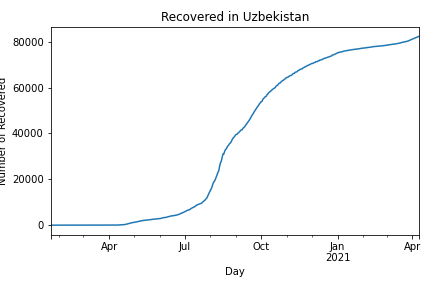 Recovered in Uzbekistan
80000
60000
40000
20000
0
Number of Recovered
Apr
Jul
Oct
Jan
2021
Apr
Day